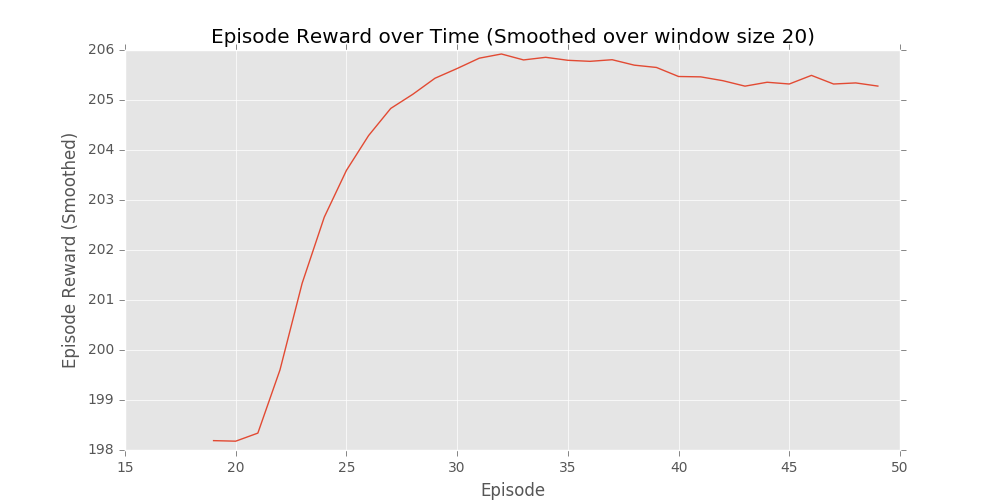 Episode Reward over Time (Smoothed over window size 20)
206
205
204
203
202
201
200
199
198
Episode Reward (Smoothed)
15 20 25 30 35 40 45 50
Episode